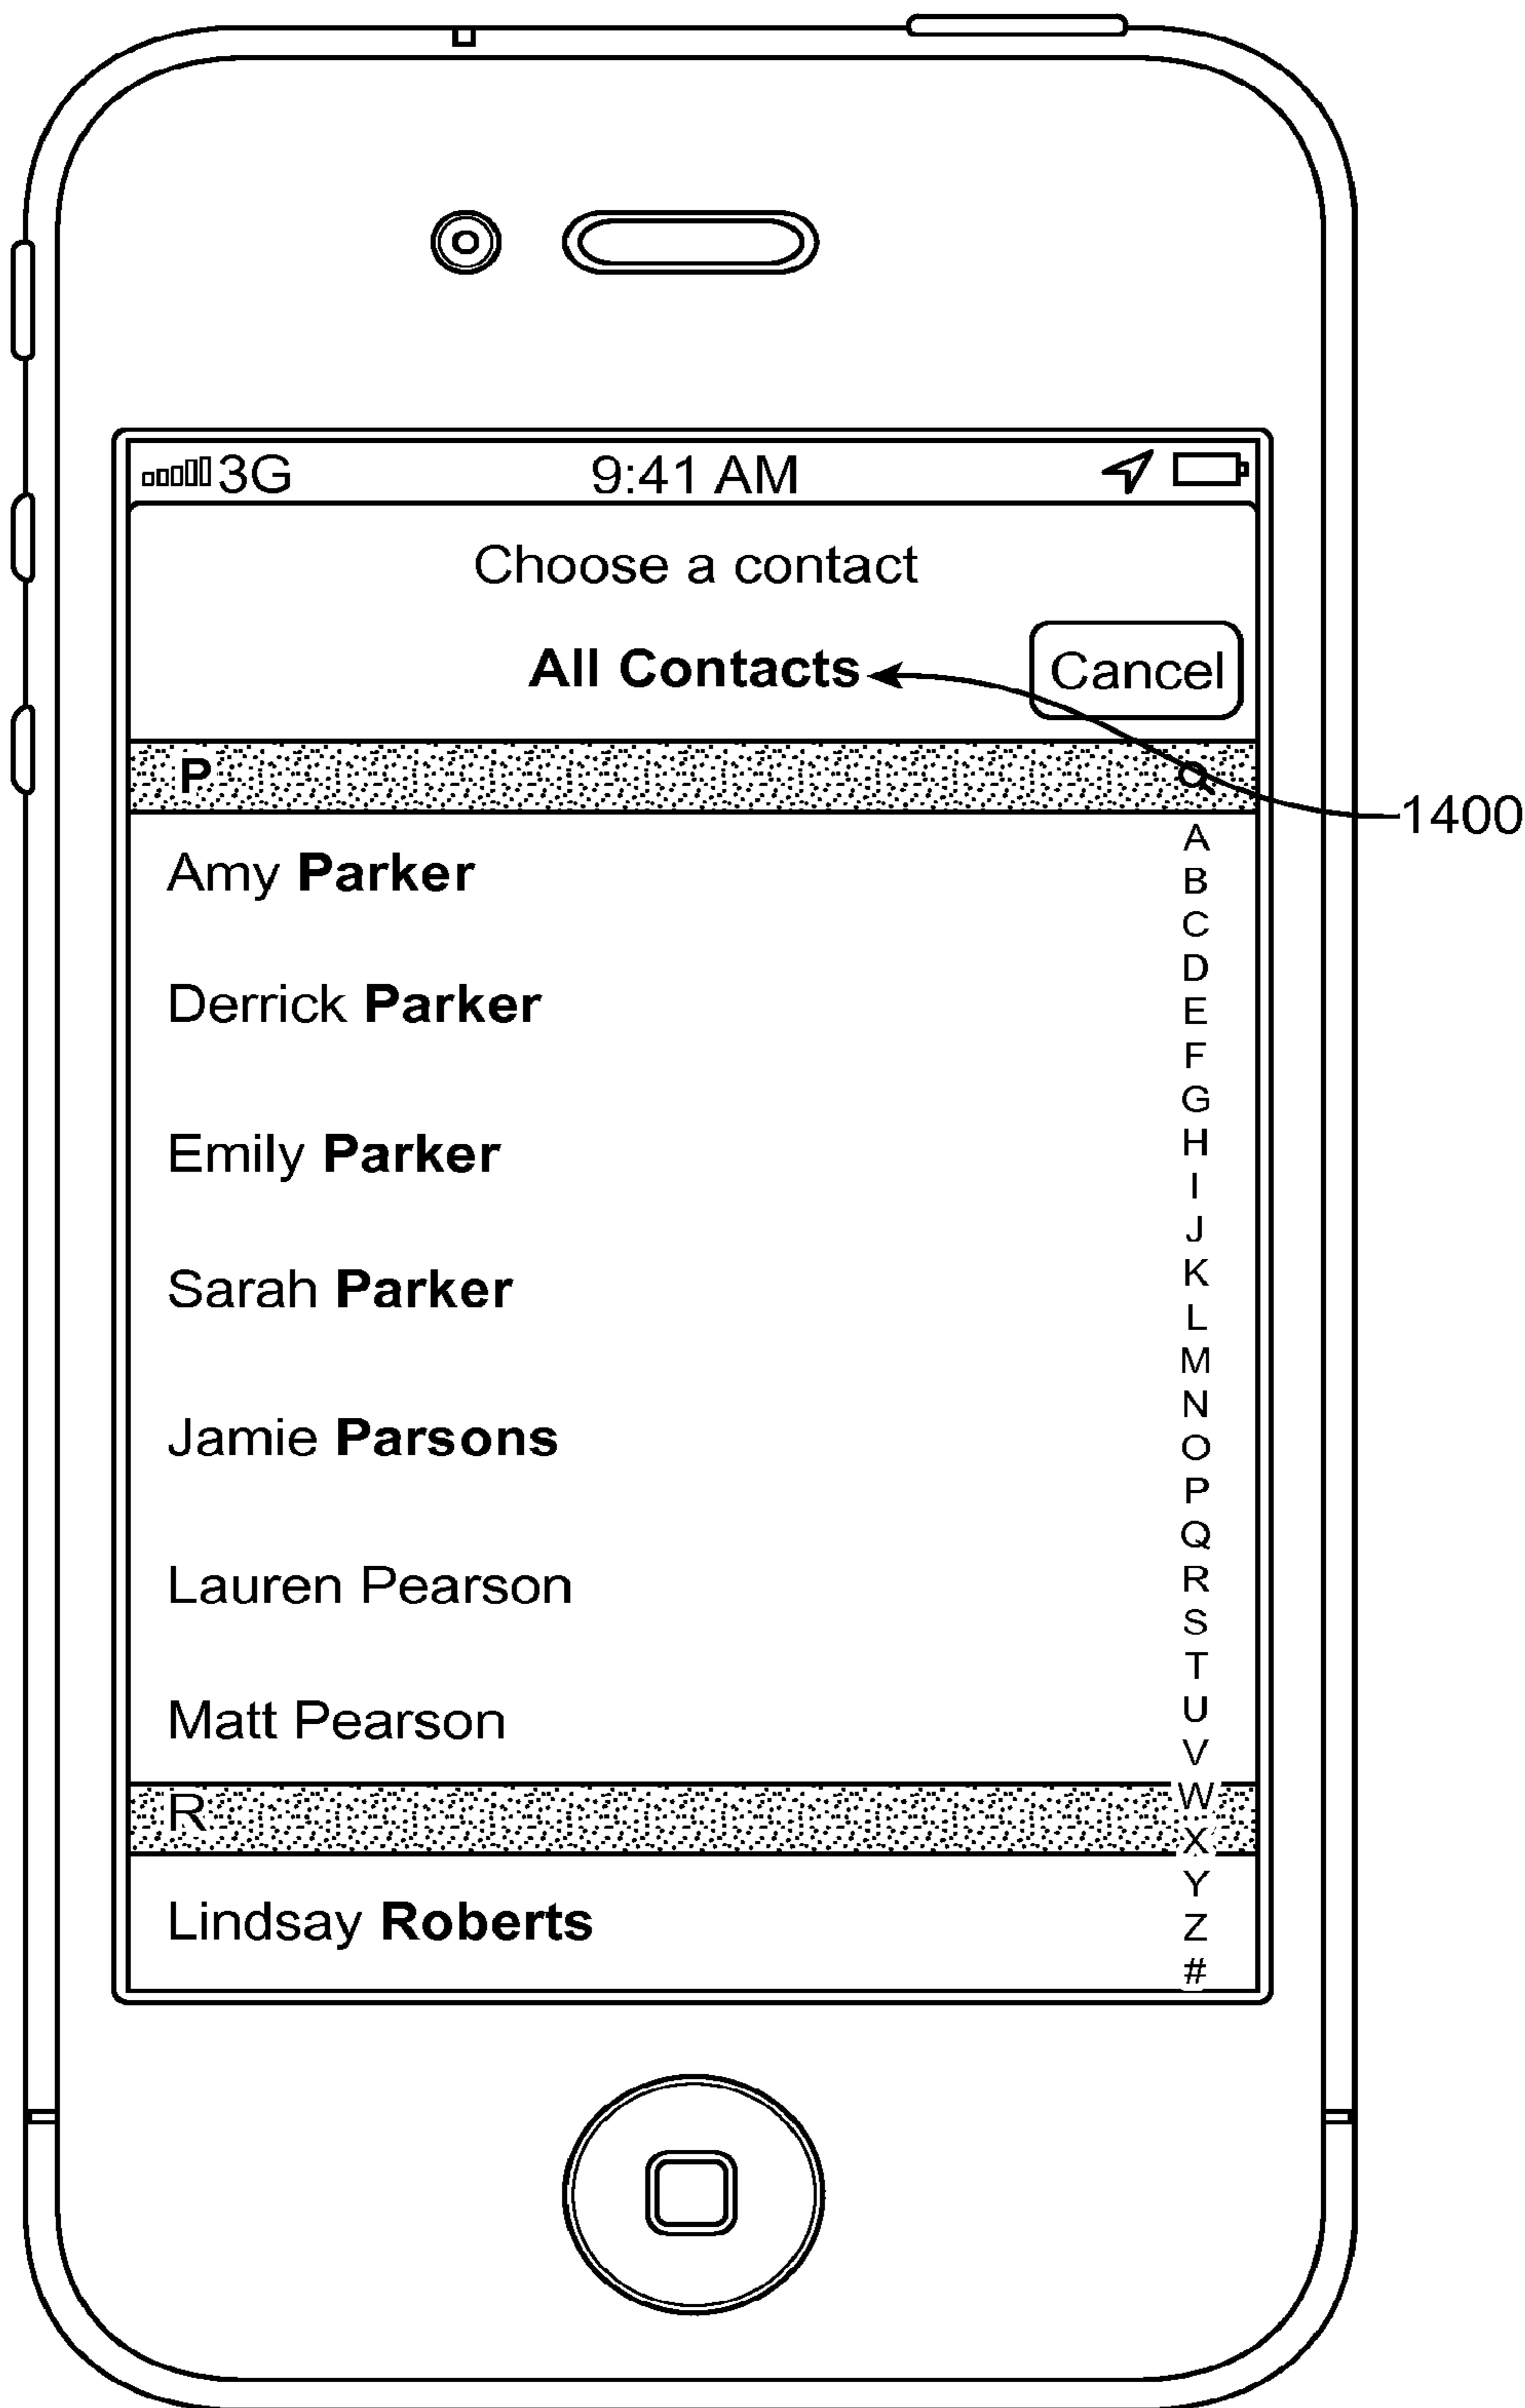 3G 9:41 AM
Choose a contact
All Contacts Cancel
P
1400
Amy Parker
Derrick Parker
Emily Parker
Sarah Parker
Jamie Parsons
Lauren Pearson
Matt Pearson
R
Lindsay Roberts
A
B
C
D
E
F
G
H
I
J
K
L
M
N
O
P
Q
R
S
T
U
V
W
X
Y
Z
#